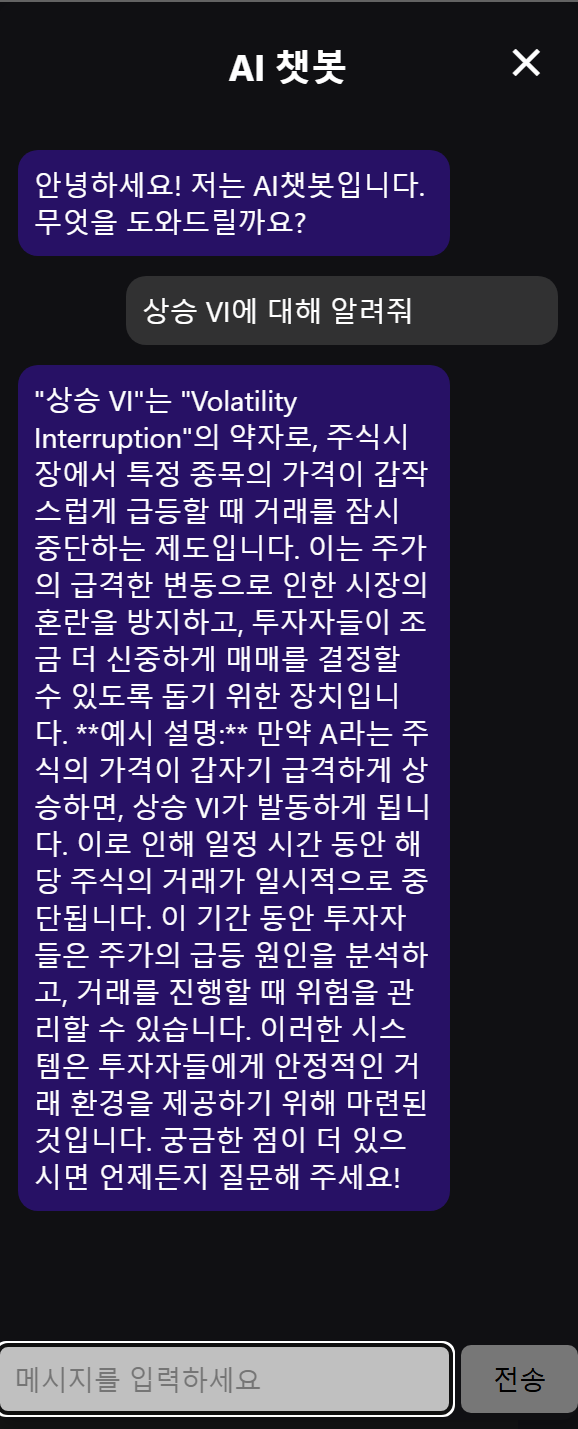 AI 챗봇
안녕하세요! 저는 AI챗봇입니다.
무엇을 도와드릴까요?
상승 VI에 대해 알려줘
"상승 VI"는 "Volatility
Interruption"의 약자로, 주식시
장에서 특정 종목의 가격이 갑작
스럽게 급등할 때 거래를 잠시
중단하는 제도입니다. 이는 주가
의 급격한 변동으로 인한 시장의
혼란을 방지하고, 투자자들이 조
금 더 신중하게 매매를 결정할
수 있도록 돕기 위한 장치입니
다. **예시 설명:** 만약 A라는 주
식의 가격이 갑자기 급격하게 상
승하면, 상승 VI가 발동하게 됩니
다. 이로 인해 일정 시간 동안 해
당 주식의 거래가 일시적으로 중
단됩니다. 이 기간 동안 투자자
들은 주가의 급등 원인을 분석하
고, 거래를 진행할 때 위험을 관
리할 수 있습니다. 이러한 시스
템은 투자자들에게 안정적인 거
래 환경을 제공하기 위해 마련된
것입니다. 궁금한 점이 더 있으
시면 언제든지 질문해 주세요!
메시지를 입력하세요
전송